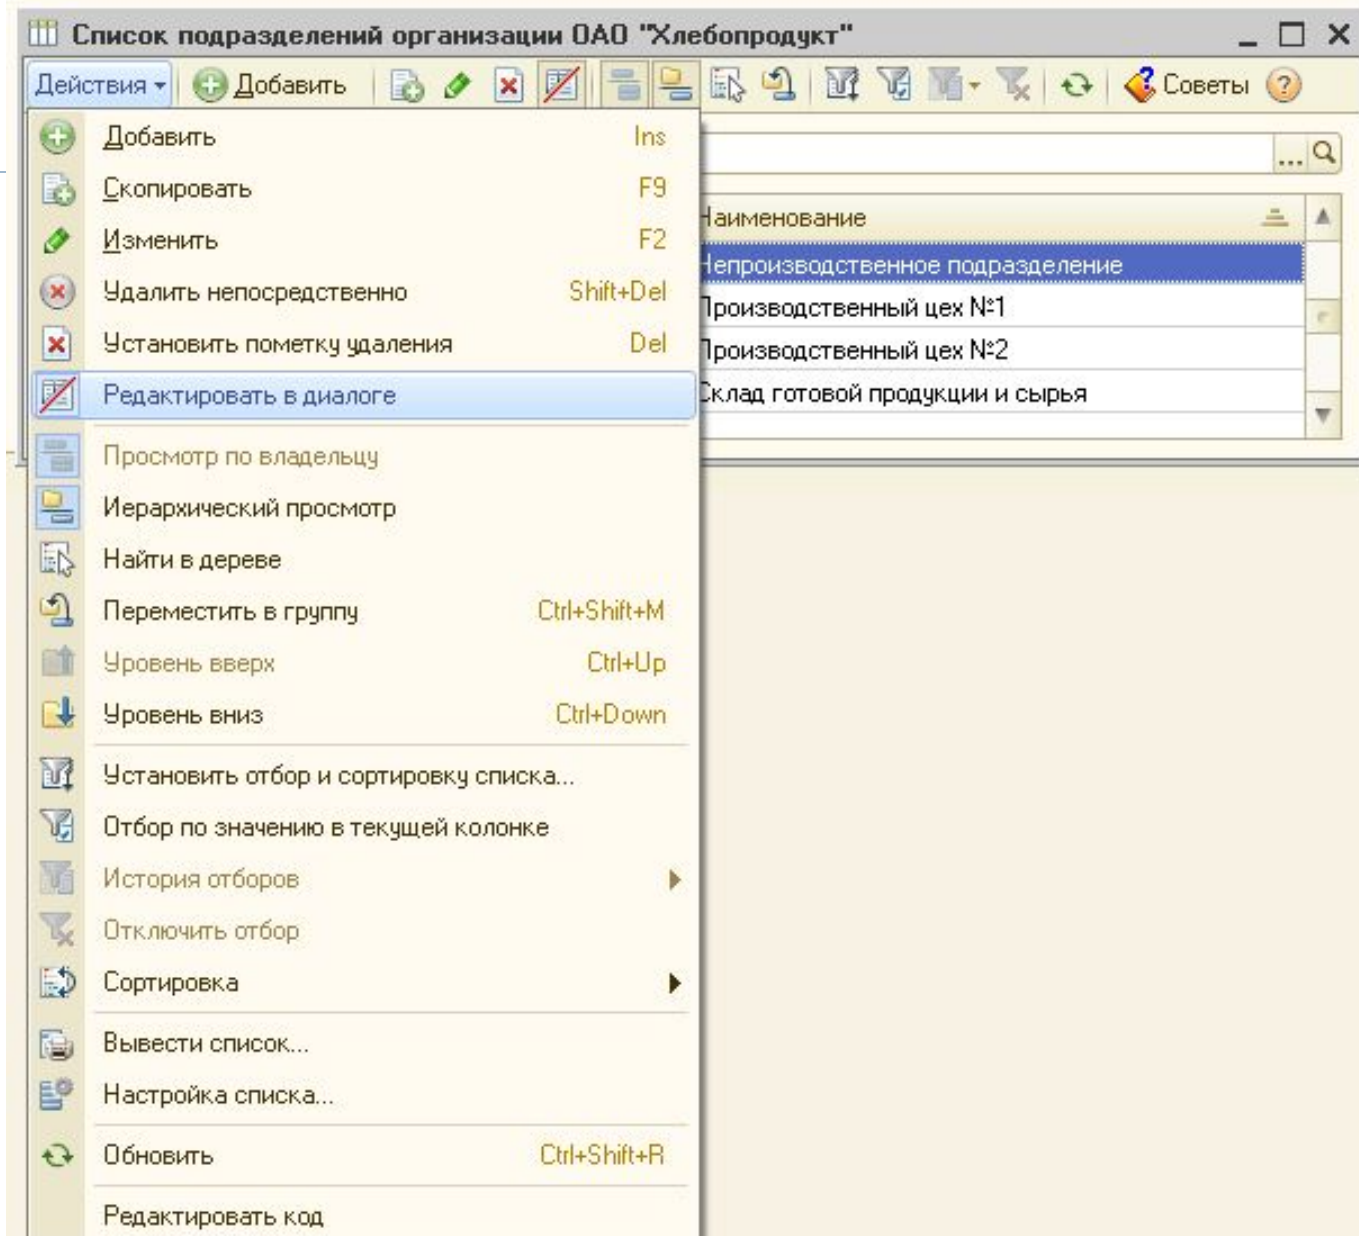 Список подразделений организации ОАО "Хлебопродукт"
Действия Добавить Советы
Добавить Ins
Скопировать F9
Изменить F2
Удалить непосредственно Shift+Del
Установить пометку удаления Del
Редактировать в диалоге
Просмотр по владельцу
Иерархический просмотр
Найти в дереве
Переместить в группу Ctrl+Shift+M
Уровень вверх Ctrl+Up
Уровень вниз Ctrl+Down
Установить отбор и сортировку списка...
Отбор по значению в текущей колонке
История отборов
Отключить отбор
Сортировка
Вывести список...
Настройка списка...
Обновить Ctrl+Shift+R
Редактировать код
...
Наименование
Непроизводственное подразделение
Производственный цех №1
Производственный цех №2
Склад готовой продукции и сырья